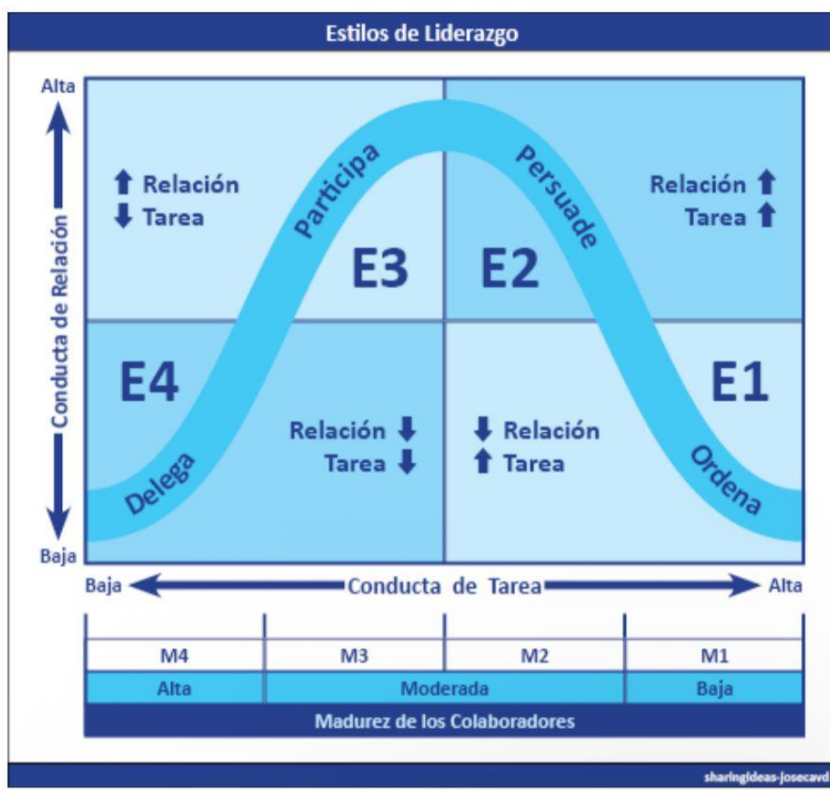 Estilos de Liderazgo
Alta
Conducta de Relación
Baja
Relación
Tarea
Participa
E3
Persuade
E2
Relación
Tarea
E4
Delega
Relación
Tarea
Relación
Tarea
E1
Ordena
Baja
Conducta de Tarea
Alta
M4 M3 M2 M1
Alta Moderada Baja
Madurez de los Colaboradores
sharingideas-josecavd